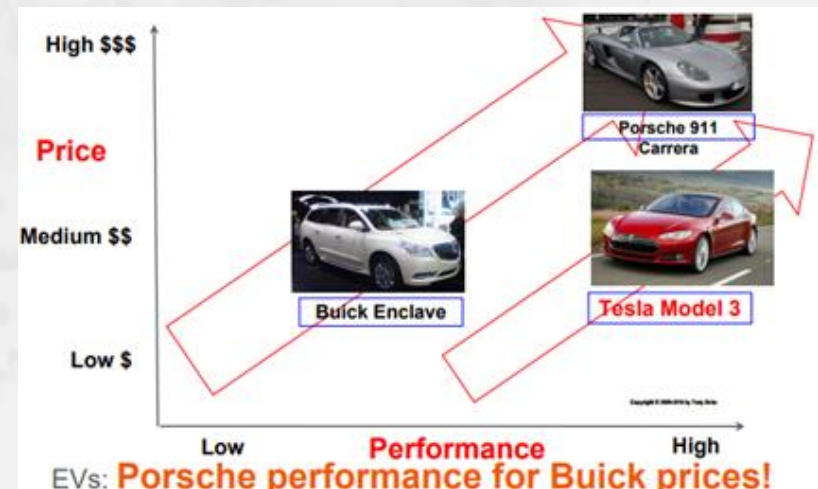 High $$$
Price
Medium $$
Low $
Porsche 911
Carrera
Buick Enclave
Tesla Model 3
Low
Performance
High
EVs: Porsche performance for Buick prices!